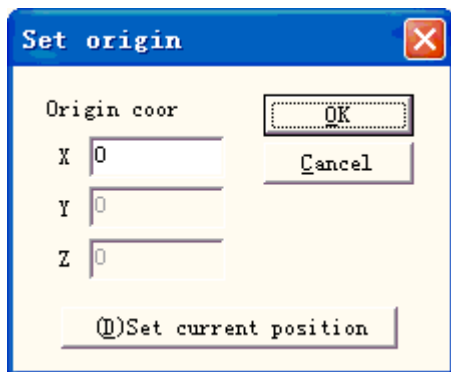 Set origin
Origin coor
OK
X 0
Cancel
Y 0
Z 0
(D)Set current position